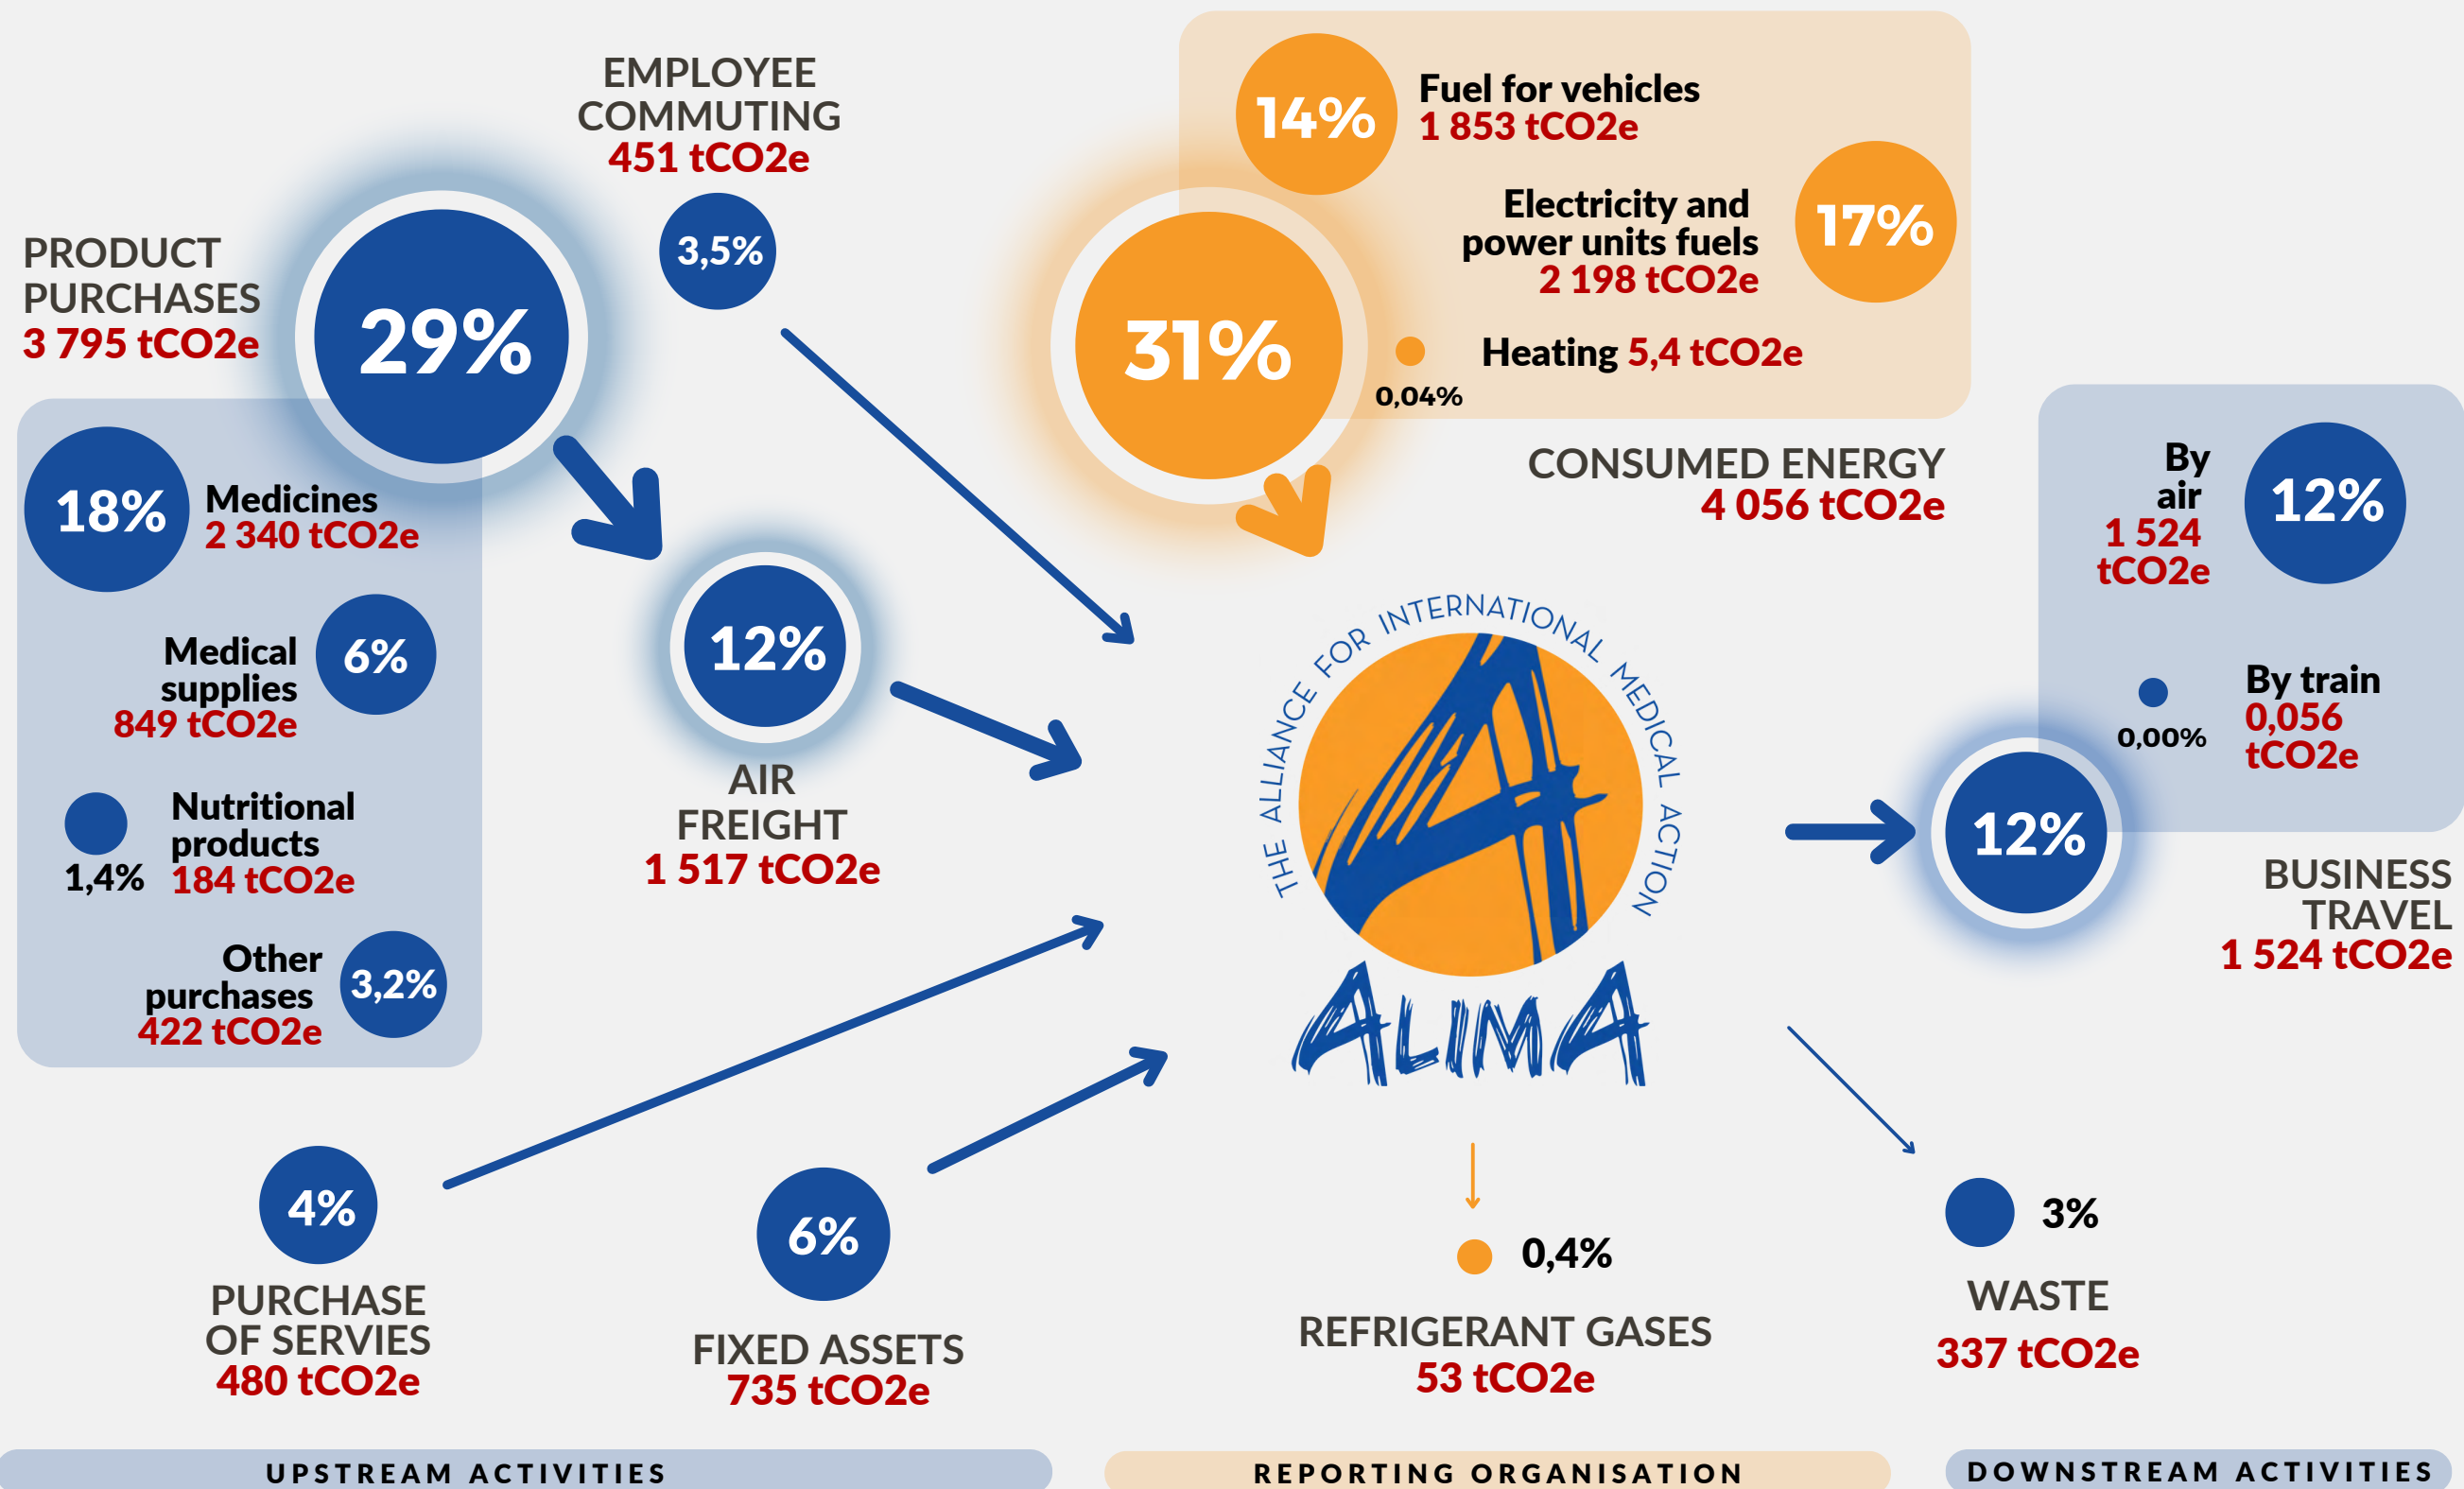 EMPLOYEE
COMMUTING
451 tCO2e
3,5%
PRODUCT
PURCHASES
3 795 tCO2e
29%
18%
Medicines
2 340 tCO2e
Medical
supplies
849 tCO2e
6%
1,4%
Nutritional
products
184 tCO2e
Other
purchases
422 tCO2e
3,2%
12%
AIR
FREIGHT
1 517 tCO2e
14%
Fuel for vehicles
1 853 tCO2e
Electricity and
power units fuels
2 198 tCO2e
17%
31%
0,04%
Heating 5,4 tCO2e
CONSUMED ENERGY
4 056 tCO2e
THE ALLIANCE FOR INTERNATIONAL MEDICAL ACTION
ALIMA
By
air
1 524
tCO2e
12%
0,00%
By train
0,056
tCO2e
12%
BUSINESS
TRAVEL
1 524 tCO2e
4%
PURCHASE
OF SERVIES
480 tCO2e
6%
FIXED ASSETS
735 tCO2e
0,4%
REFRIGERANT GASES
53 tCO2e
3%
WASTE
337 tCO2e
UPSTREAM ACTIVITIES
REPORTING ORGANISATION
DOWNSTREAM ACTIVITIES